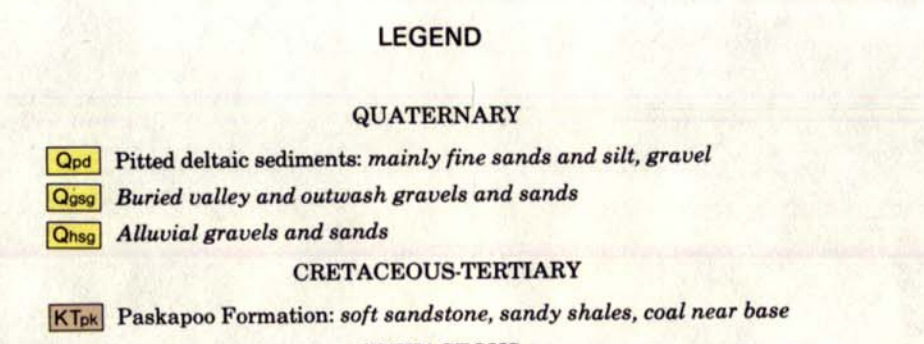 LEGEND
QUATERNARY
Qpd Pitted deltaic sediments: mainly fine sands and silt, gravel
Qgsg Buried valley and outwash gravels and sands
Qhsg Alluvial gravels and sands
CRETACEOUS-TERTIARY
KTpk Paskapoo Formation: soft sandstone, sandy shales, coal near base